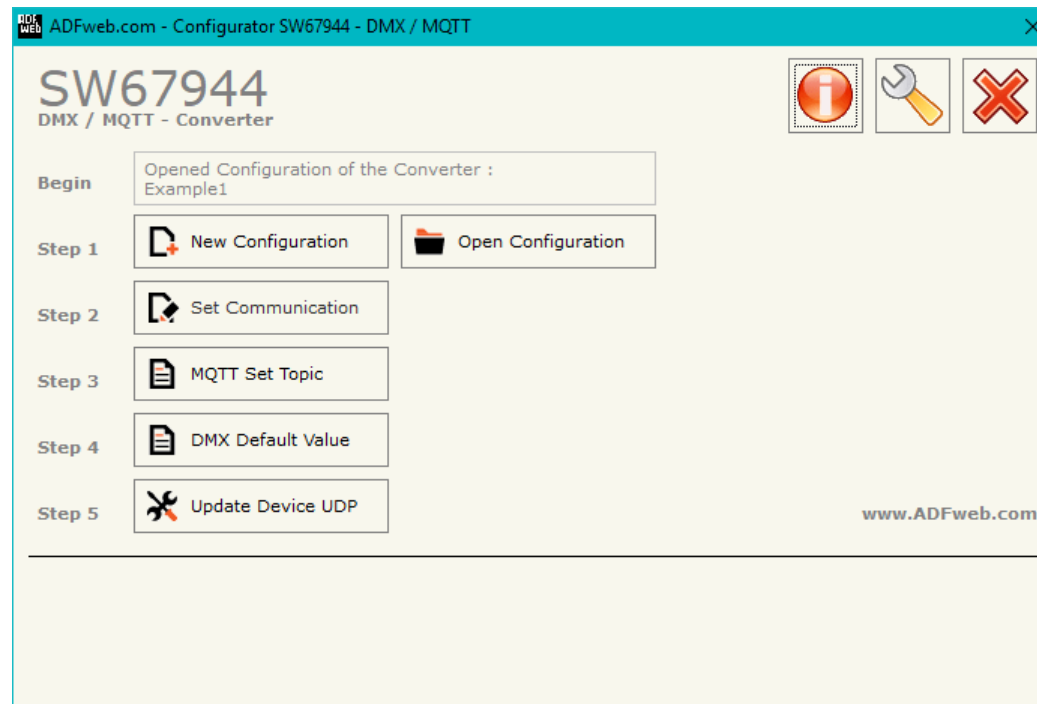 ADF
WEB
ADFweb.com - Configurator SW67944 - DMX / MQTT
SW67944
DMX / MQTT - Converter
Begin
Opened Configuration of the Converter :
Example1
Step 1
New Configuration
Open Configuration
Step 2
Set Communication
Step 3
MQTT Set Topic
Step 4
DMX Default Value
Step 5
Update Device UDP
www.ADFweb.com